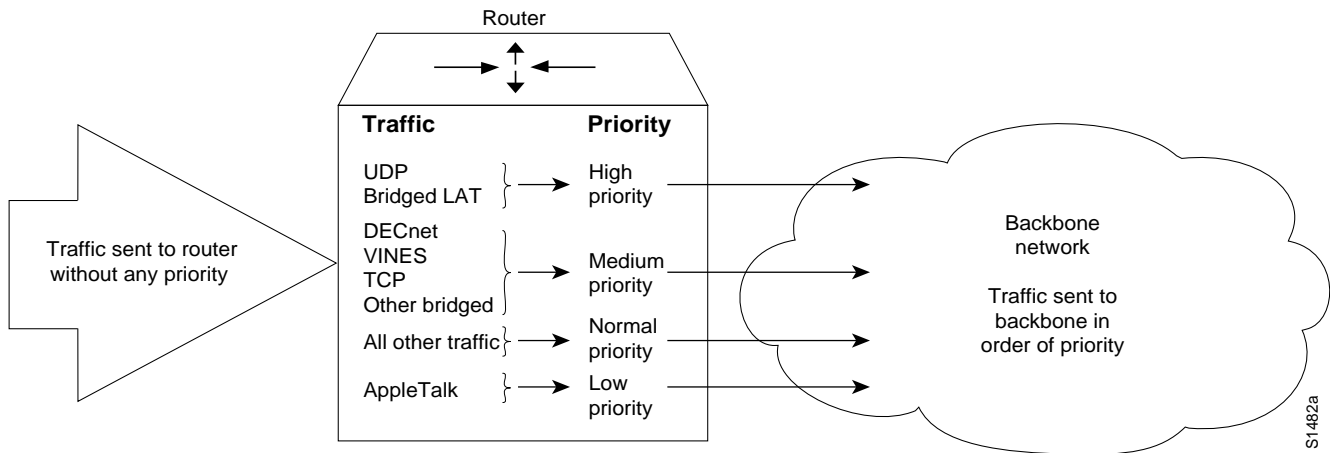 Router
Traffic sent to router
without any priority
Traffic
Priority
UDP
Bridged LAT
High
priority
DECnet
VINES
TCP
Other bridged
Medium
priority
All other traffic
Normal
priority
AppleTalk
Low
priority
Backbone
network
Traffic sent to
backbone in
order of priority
S1482a